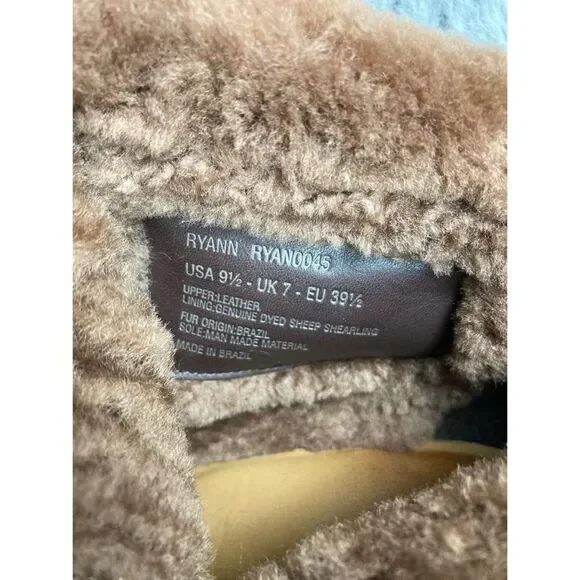 RYANN RYAN0045
USA 9½ - UK 7 - EU 39½
UPPER:LEATHER
LINING:GENUINE DYED SHEEP SHEARLING
FUR ORIGIN:BRAZIL
SOLE:MAN MADE MATERIAL
MADE IN BRAZIL